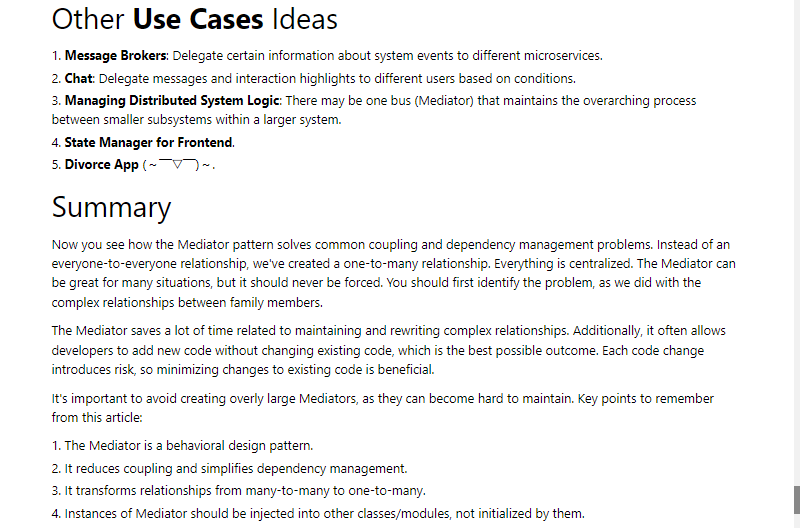 Other Use Cases Ideas
1. Message Brokers: Delegate certain information about system events to different microservices.
2. Chat: Delegate messages and interaction highlights to different users based on conditions.
3. Managing Distributed System Logic: There may be one bus (Mediator) that maintains the overarching process
between smaller subsystems within a larger system.
4. State Manager for Frontend.
5. Divorce App (~￣▽￣)~.
Summary
Now you see how the Mediator pattern solves common coupling and dependency management problems. Instead of an
everyone-to-everyone relationship, we've created a one-to-many relationship. Everything is centralized. The Mediator can
be great for many situations, but it should never be forced. You should first identify the problem, as we did with the
complex relationships between family members.
The Mediator saves a lot of time related to maintaining and rewriting complex relationships. Additionally, it often allows
developers to add new code without changing existing code, which is the best possible outcome. Each code change
introduces risk, so minimizing changes to existing code is beneficial.
It's important to avoid creating overly large Mediators, as they can become hard to maintain. Key points to remember
from this article:
1. The Mediator is a behavioral design pattern.
2. It reduces coupling and simplifies dependency management.
3. It transforms relationships from many-to-many to one-to-many.
4. Instances of Mediator should be injected into other classes/modules, not initialized by them.